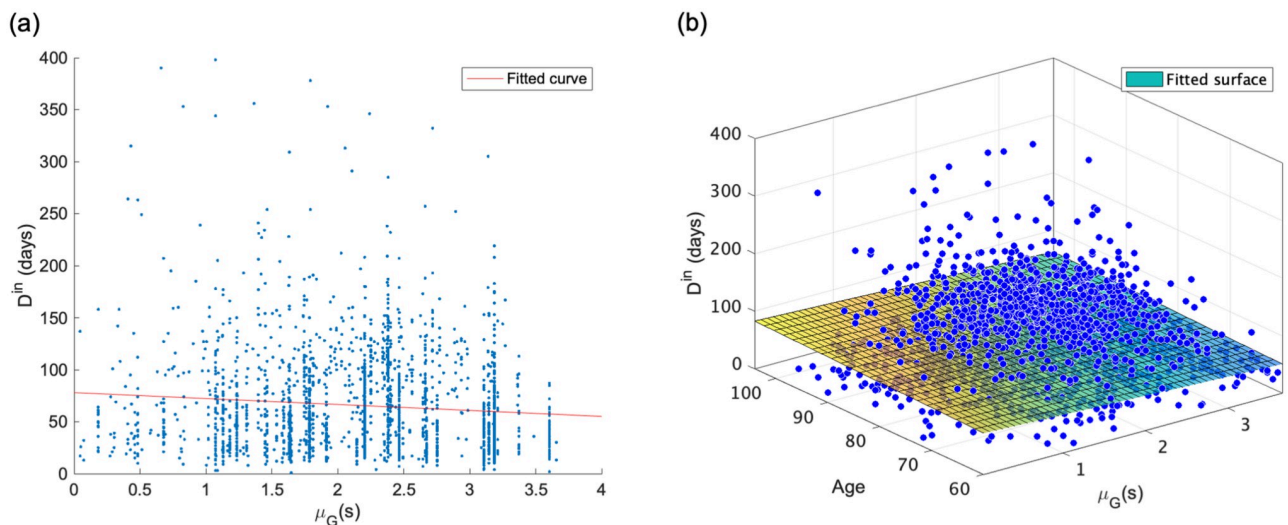 (a)
400
350
300
250
200
150
100
50
0
D^in (days)
Fitted curve
0 0.5 1 1.5 2 2.5 3 3.5 4
μ_G(s)
(b)
Fitted surface
400
300
200
100
0
D^in (days)
100
90
80
70
60
Age
1
2
3
μ_G(s)